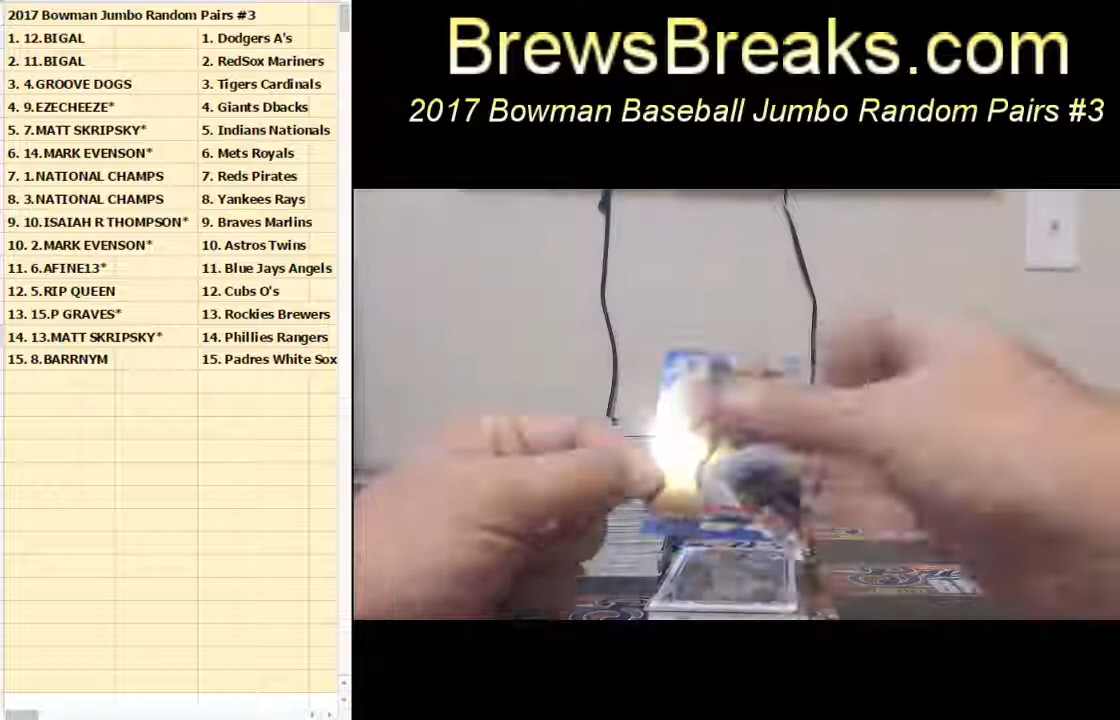 2017 Bowman Jumbo Random Pairs #3
1. 12.BIGAL 1. Dodgers A's
2. 11.BIGAL 2. RedSox Mariners
3. 4.GROOVE DOGS 3. Tigers Cardinals
4. 9.EZECHEEZE* 4. Giants Dbacks
5. 7.MATT SKRIPSKY* 5. Indians Nationals
6. 14.MARK EVENSON* 6. Mets Royals
7. 1.NATIONAL CHAMPS 7. Reds Pirates
8. 3.NATIONAL CHAMPS 8. Yankees Rays
9. 10.ISAIAH R THOMPSON* 9. Braves Marlins
10. 2.MARK EVENSON* 10. Astros Twins
11. 6.AFINE13* 11. Blue Jays Angels
12. 5.RIP QUEEN 12. Cubs O's
13. 15.P GRAVES* 13. Rockies Brewers
14. 13.MATT SKRIPSKY* 14. Phillies Rangers
15. 8.BARRNYM 15. Padres White Sox
BrewsBreaks.com
2017 Bowman Baseball Jumbo Random Pairs #3